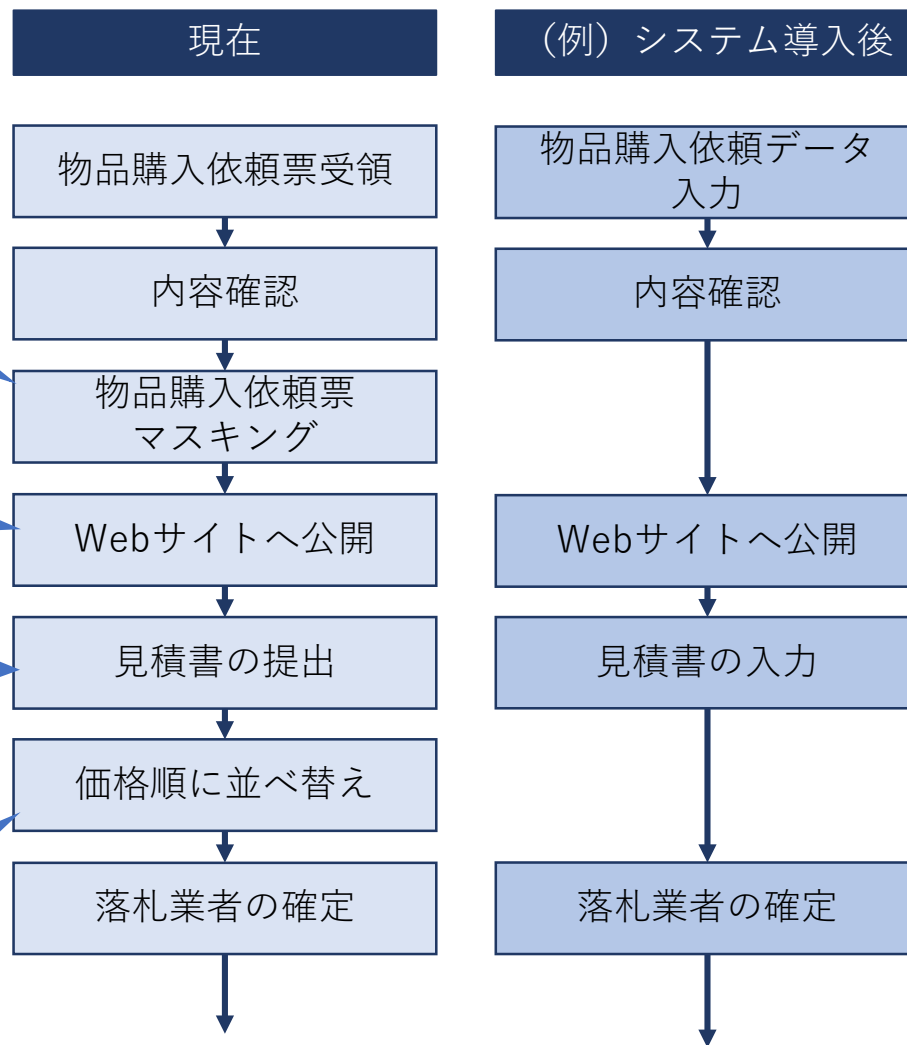 現在
物品購入依頼票受領
内容確認
物品購入依頼票
マスキング
Webサイトへ公開
見積書の提出
価格順に並べ替え
落札業者の確定
（例）システム導入後
物品購入依頼データ
入力
内容確認
Webサイトへ公開
見積書の入力
落札業者の確定